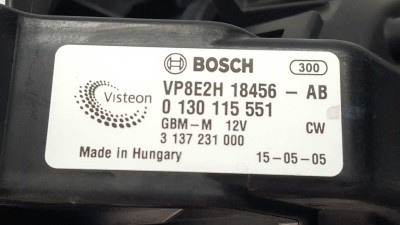 BOSCH 300
Visteon
VP8E2H 18456 – AB
0 130 115 551
GBM–M 12V CW
3 137 231 000
Made in Hungary 15-05-05